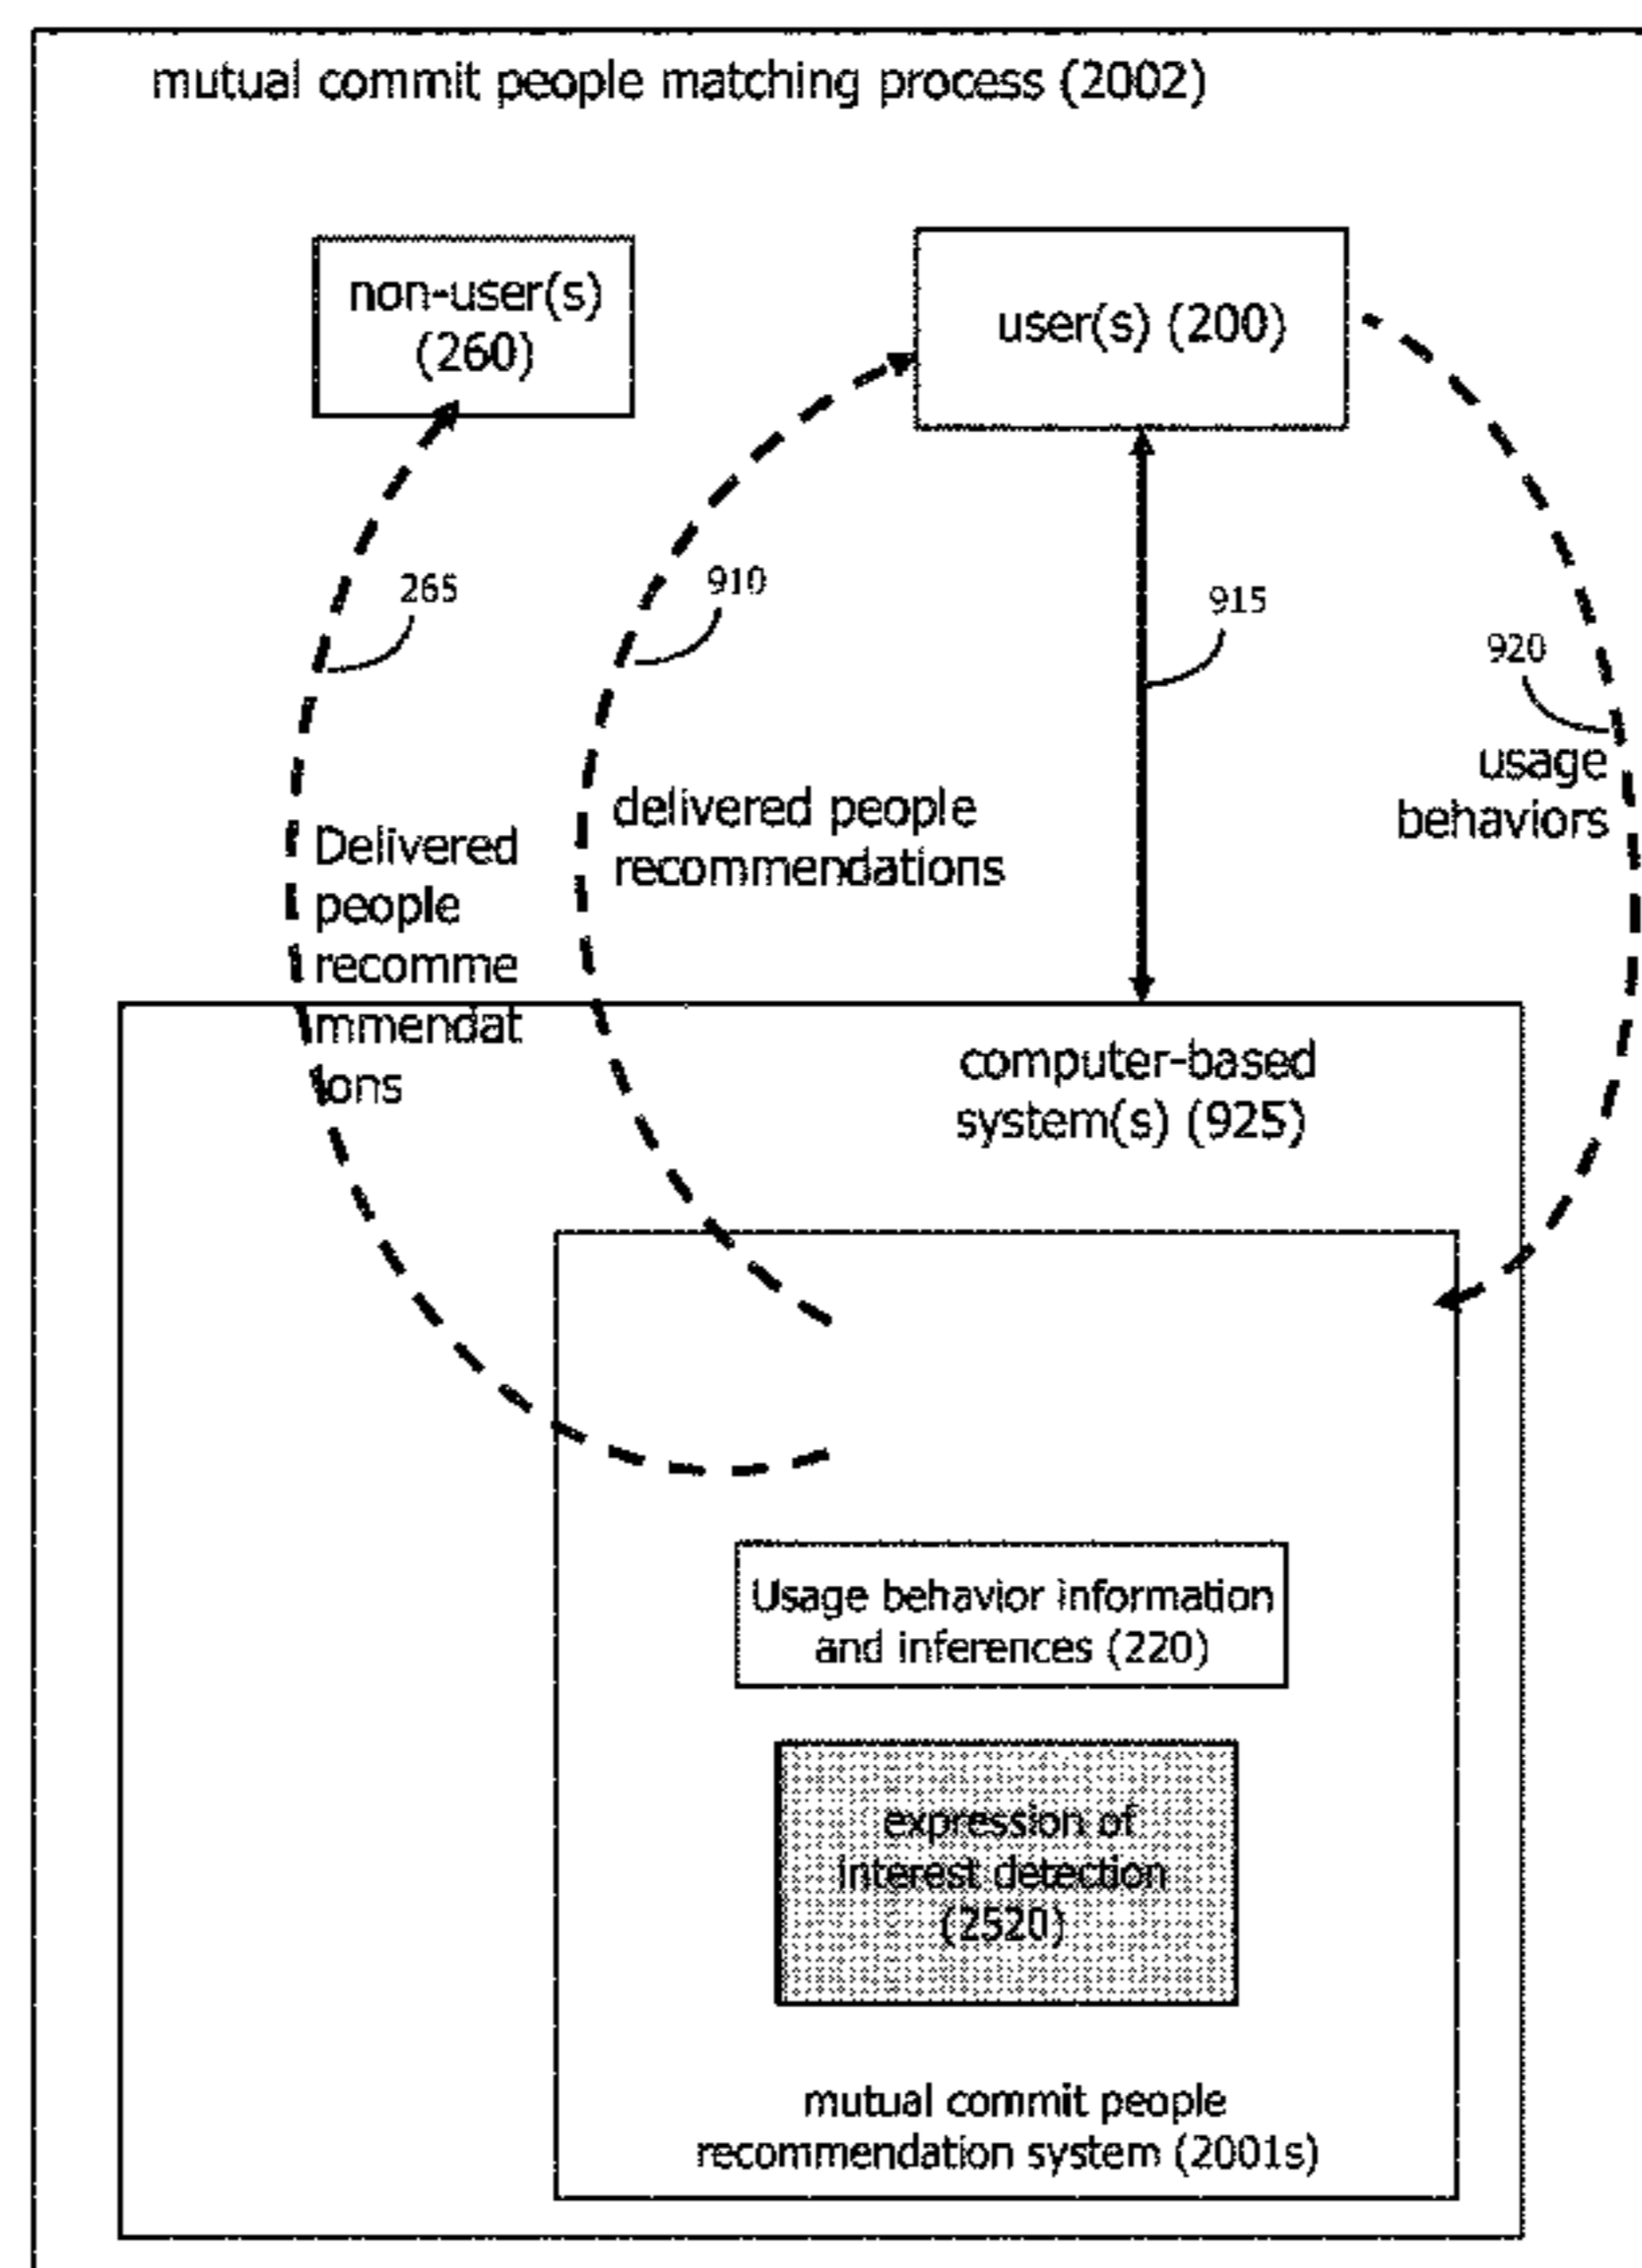 mutual commit people matching process (2002)
non-user(s)
(260)
user(s) (200)
265
910
915
920
usage
behaviors
delivered people
recommendations
Delivered
people
recomme
mmendat
ions
computer-based
system(s) (925)
Usage behavior information
and inferences (220)
expression of
interest detection
(2520)
mutual commit people
recommendation system (2001s)